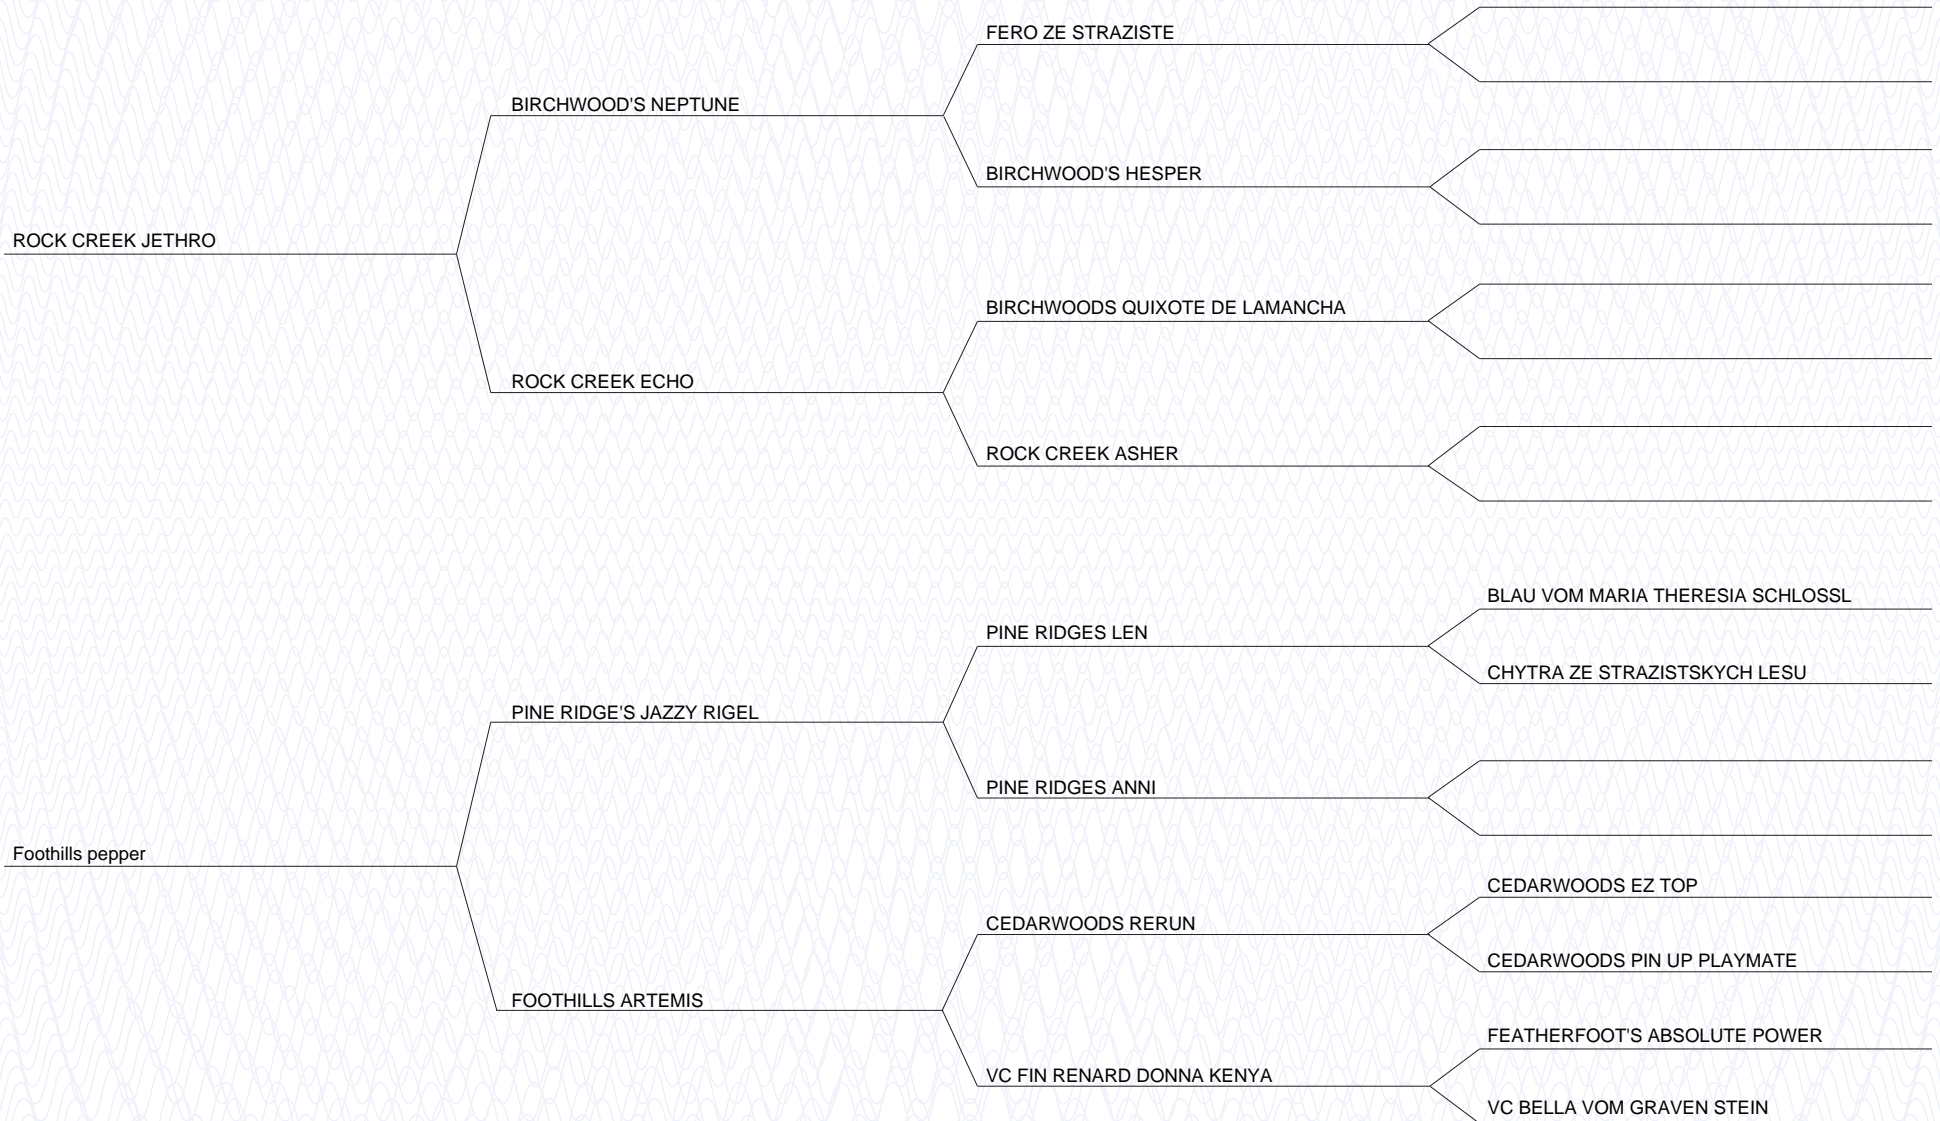 FERO ZE STRAZISTE
BIRCHWOOD'S NEPTUNE
BIRCHWOOD'S HESPER
ROCK CREEK JETHRO
BIRCHWOODS QUIXOTE DE LAMANCHA
ROCK CREEK ECHO
ROCK CREEK ASHER
BLAU VOM MARIA THERESIA SCHLOSSL
PINE RIDGES LEN
CHYTRA ZE STRAZISTSKYCH LESU
PINE RIDGE'S JAZZY RIGEL
PINE RIDGES ANNI
Foothills pepper
CEDARWOODS EZ TOP
CEDARWOODS RERUN
CEDARWOODS PIN UP PLAYMATE
FOOTHILLS ARTEMIS
FEATHERFOOT'S ABSOLUTE POWER
VC FIN RENARD DONNA KENYA
VC BELLA VOM GRAVEN STEIN